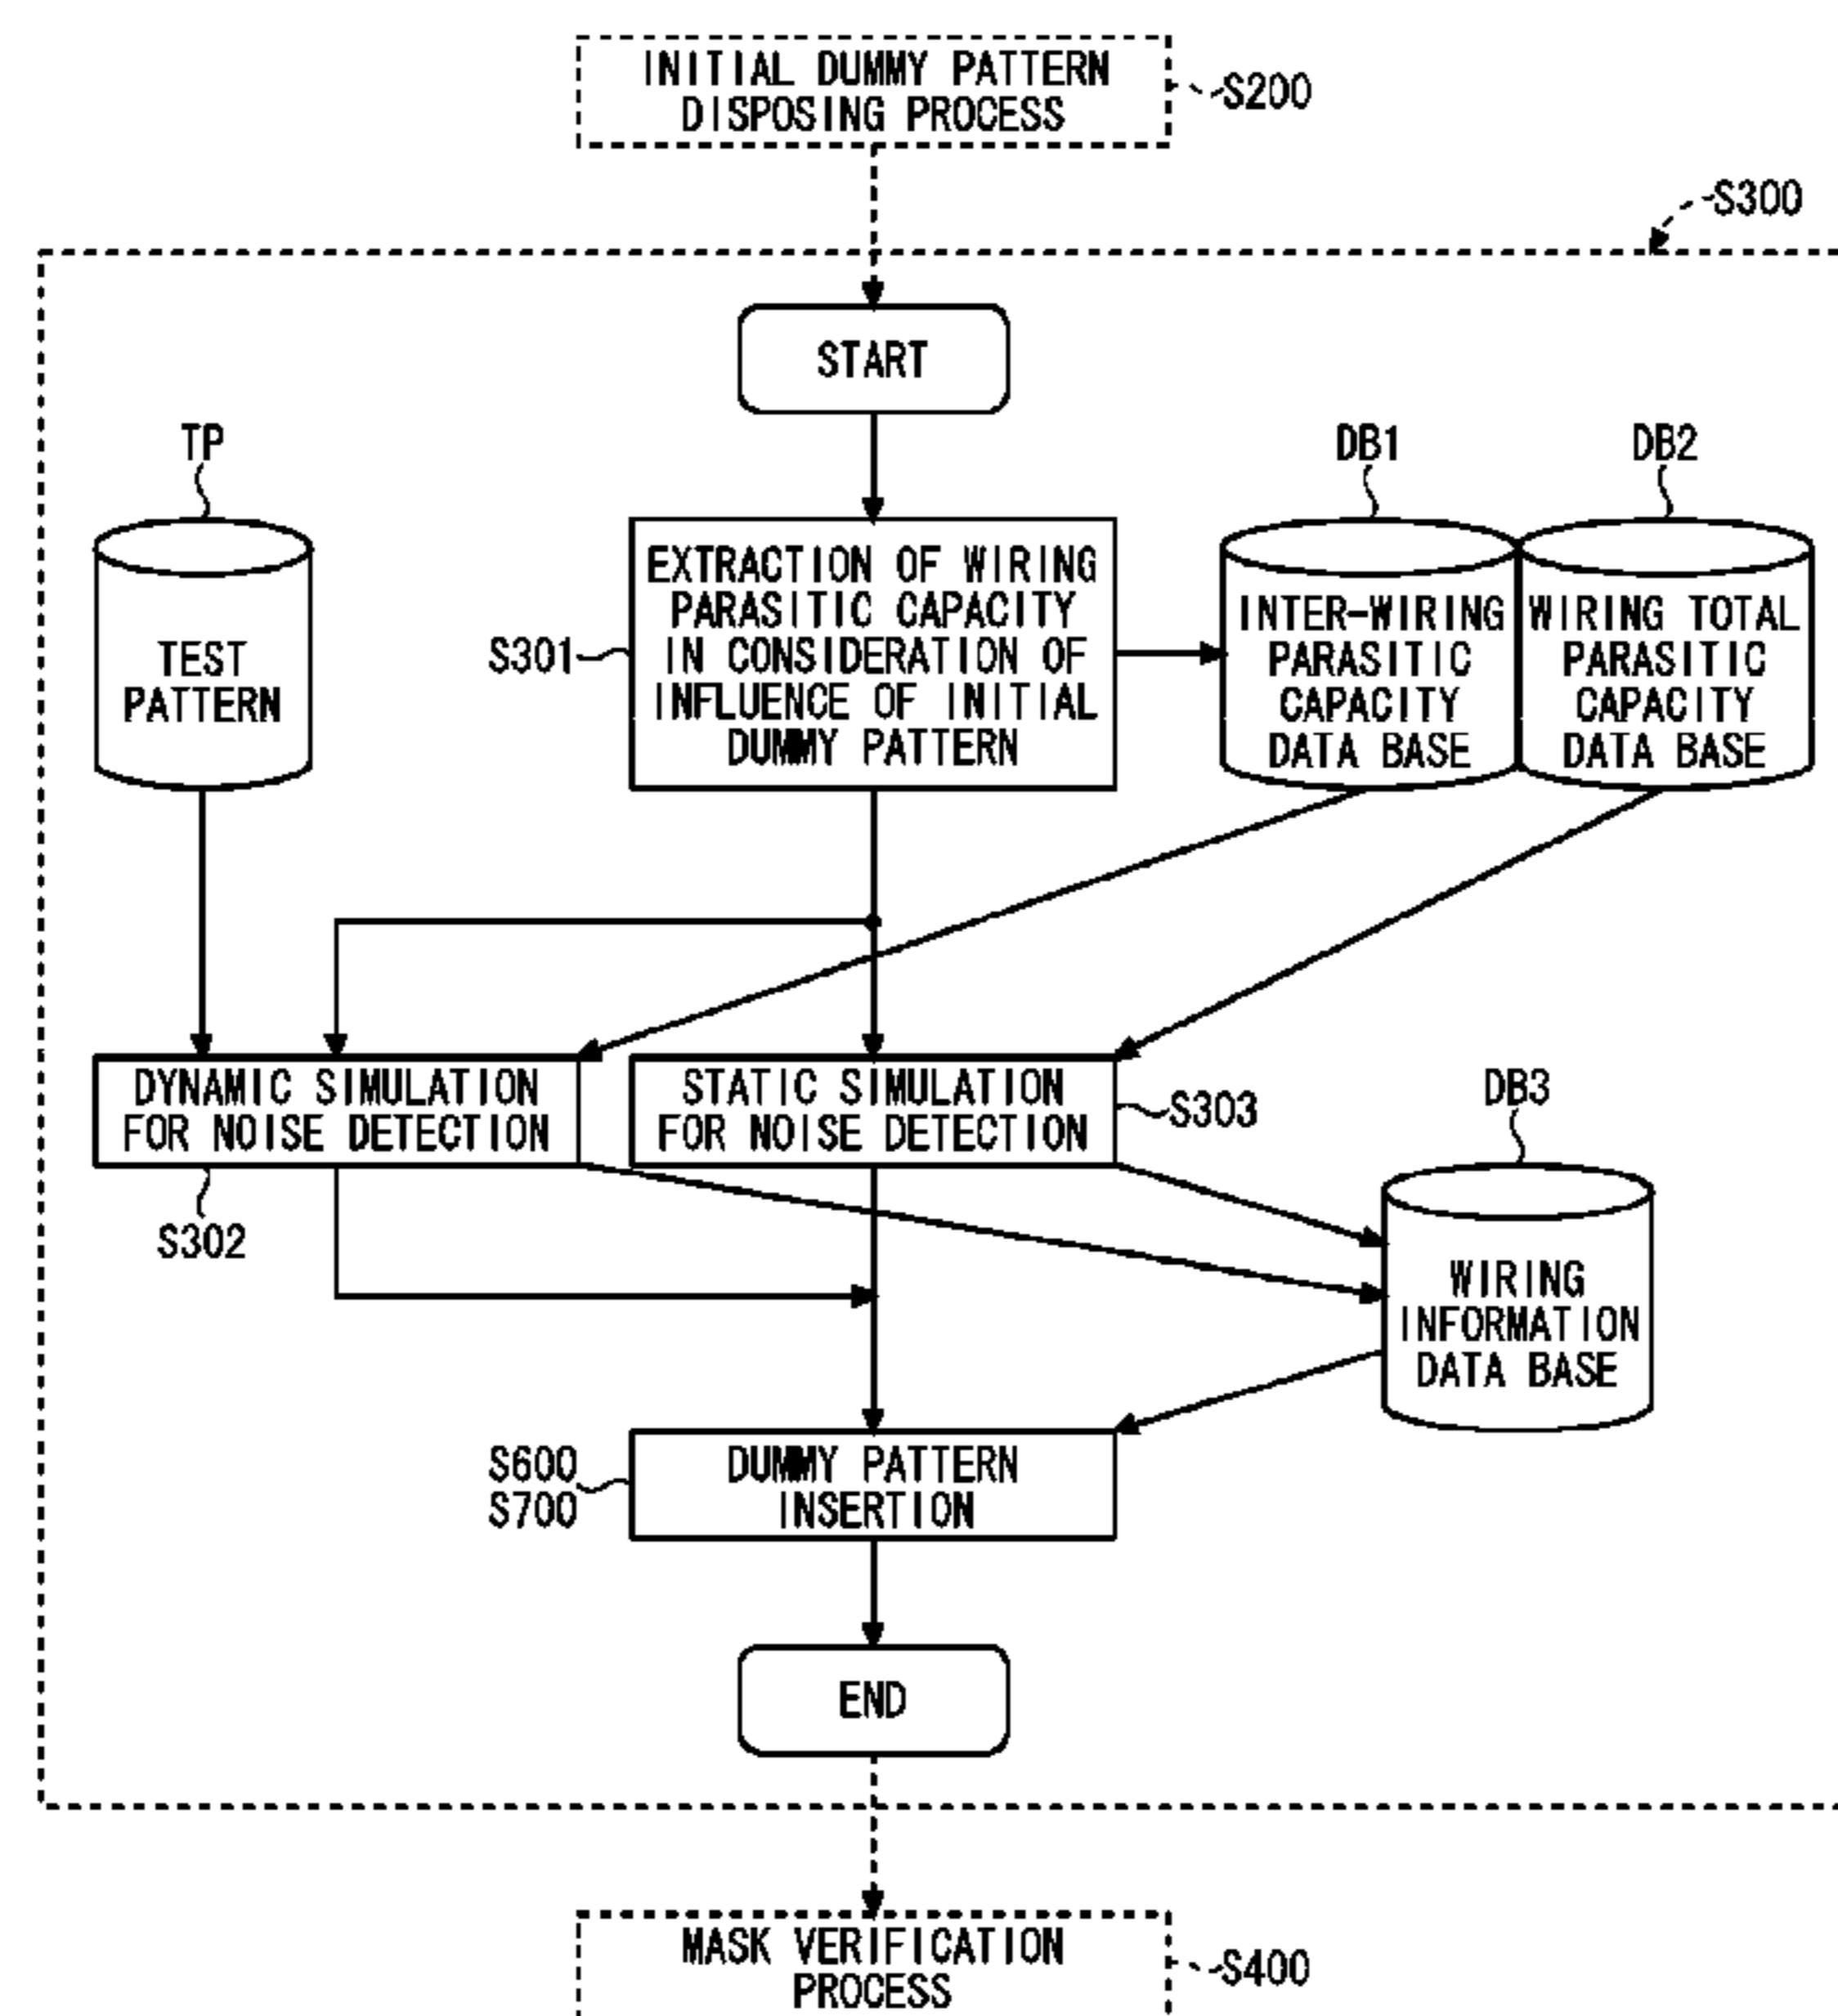 INITIAL DUMMY PATTERN
DISPOSING PROCESS
S200
S300
START
TP
DB1
DB2
TEST
PATTERN
S301
EXTRACTION OF WIRING
PARASITIC CAPACITY
IN CONSIDERATION OF
INFLUENCE OF INITIAL
DUMMY PATTERN
INTER-WIRING
PARASITIC
CAPACITY
DATA BASE
WIRING TOTAL
PARASITIC
CAPACITY
DATA BASE
DYNAMIC SIMULATION
FOR NOISE DETECTION
S302
STATIC SIMULATION
FOR NOISE DETECTION
S303
DB3
WIRING
INFORMATION
DATA BASE
S600
S700
DUMMY PATTERN
INSERTION
END
MASK VERIFICATION
PROCESS
S400